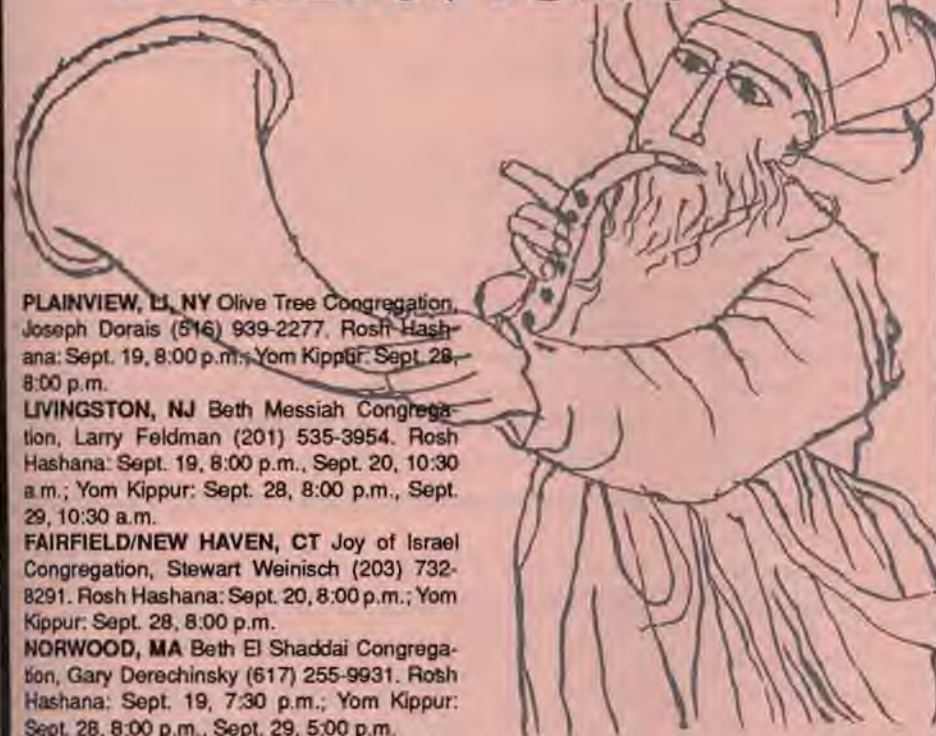 PLAINVIEW, LI, NY Olive Tree Congregation,
Joseph Dorais (516) 939-2277. Rosh Hash-
ana: Sept. 19, 8:00 p.m.; Yom Kippur: Sept. 28,
8:00 p.m.
LIVINGSTON, NJ Beth Messiah Congrega-
tion, Larry Feldman (201) 535-3954. Rosh
Hashana: Sept. 19, 8:00 p.m., Sept. 20, 10:30
a.m.; Yom Kippur: Sept. 28, 8:00 p.m., Sept.
29, 10:30 a.m.
FAIRFIELD/NEW HAVEN, CT Joy of Israel
Congregation, Stewart Weinisch (203) 732-
8291. Rosh Hashana: Sept. 20, 8:00 p.m.; Yom
Kippur: Sept. 28, 8:00 p.m.
NORWOOD, MA Beth El Shaddai Congrega-
tion, Gary Derechinsky (617) 255-9931. Rosh
Hashana: Sept. 19, 7:30 p.m.; Yom Kippur:
Sept. 28, 8:00 p.m., Sept. 29, 5:00 p.m.